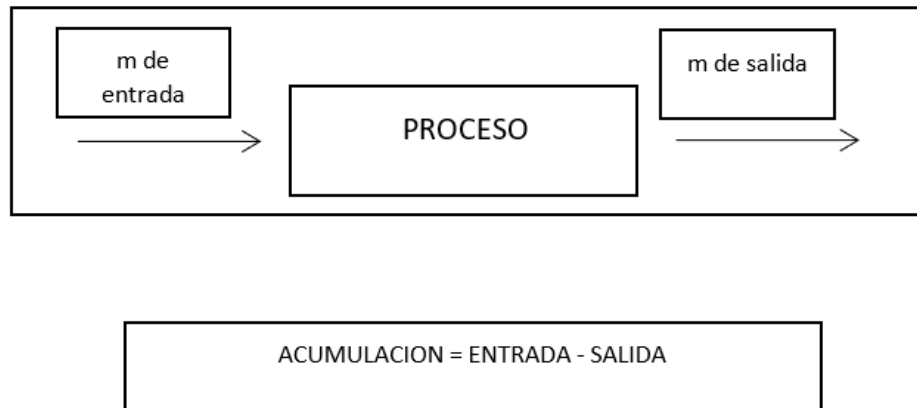 m de
entrada
PROCESO
m de salida
ACUMULACION = ENTRADA - SALIDA